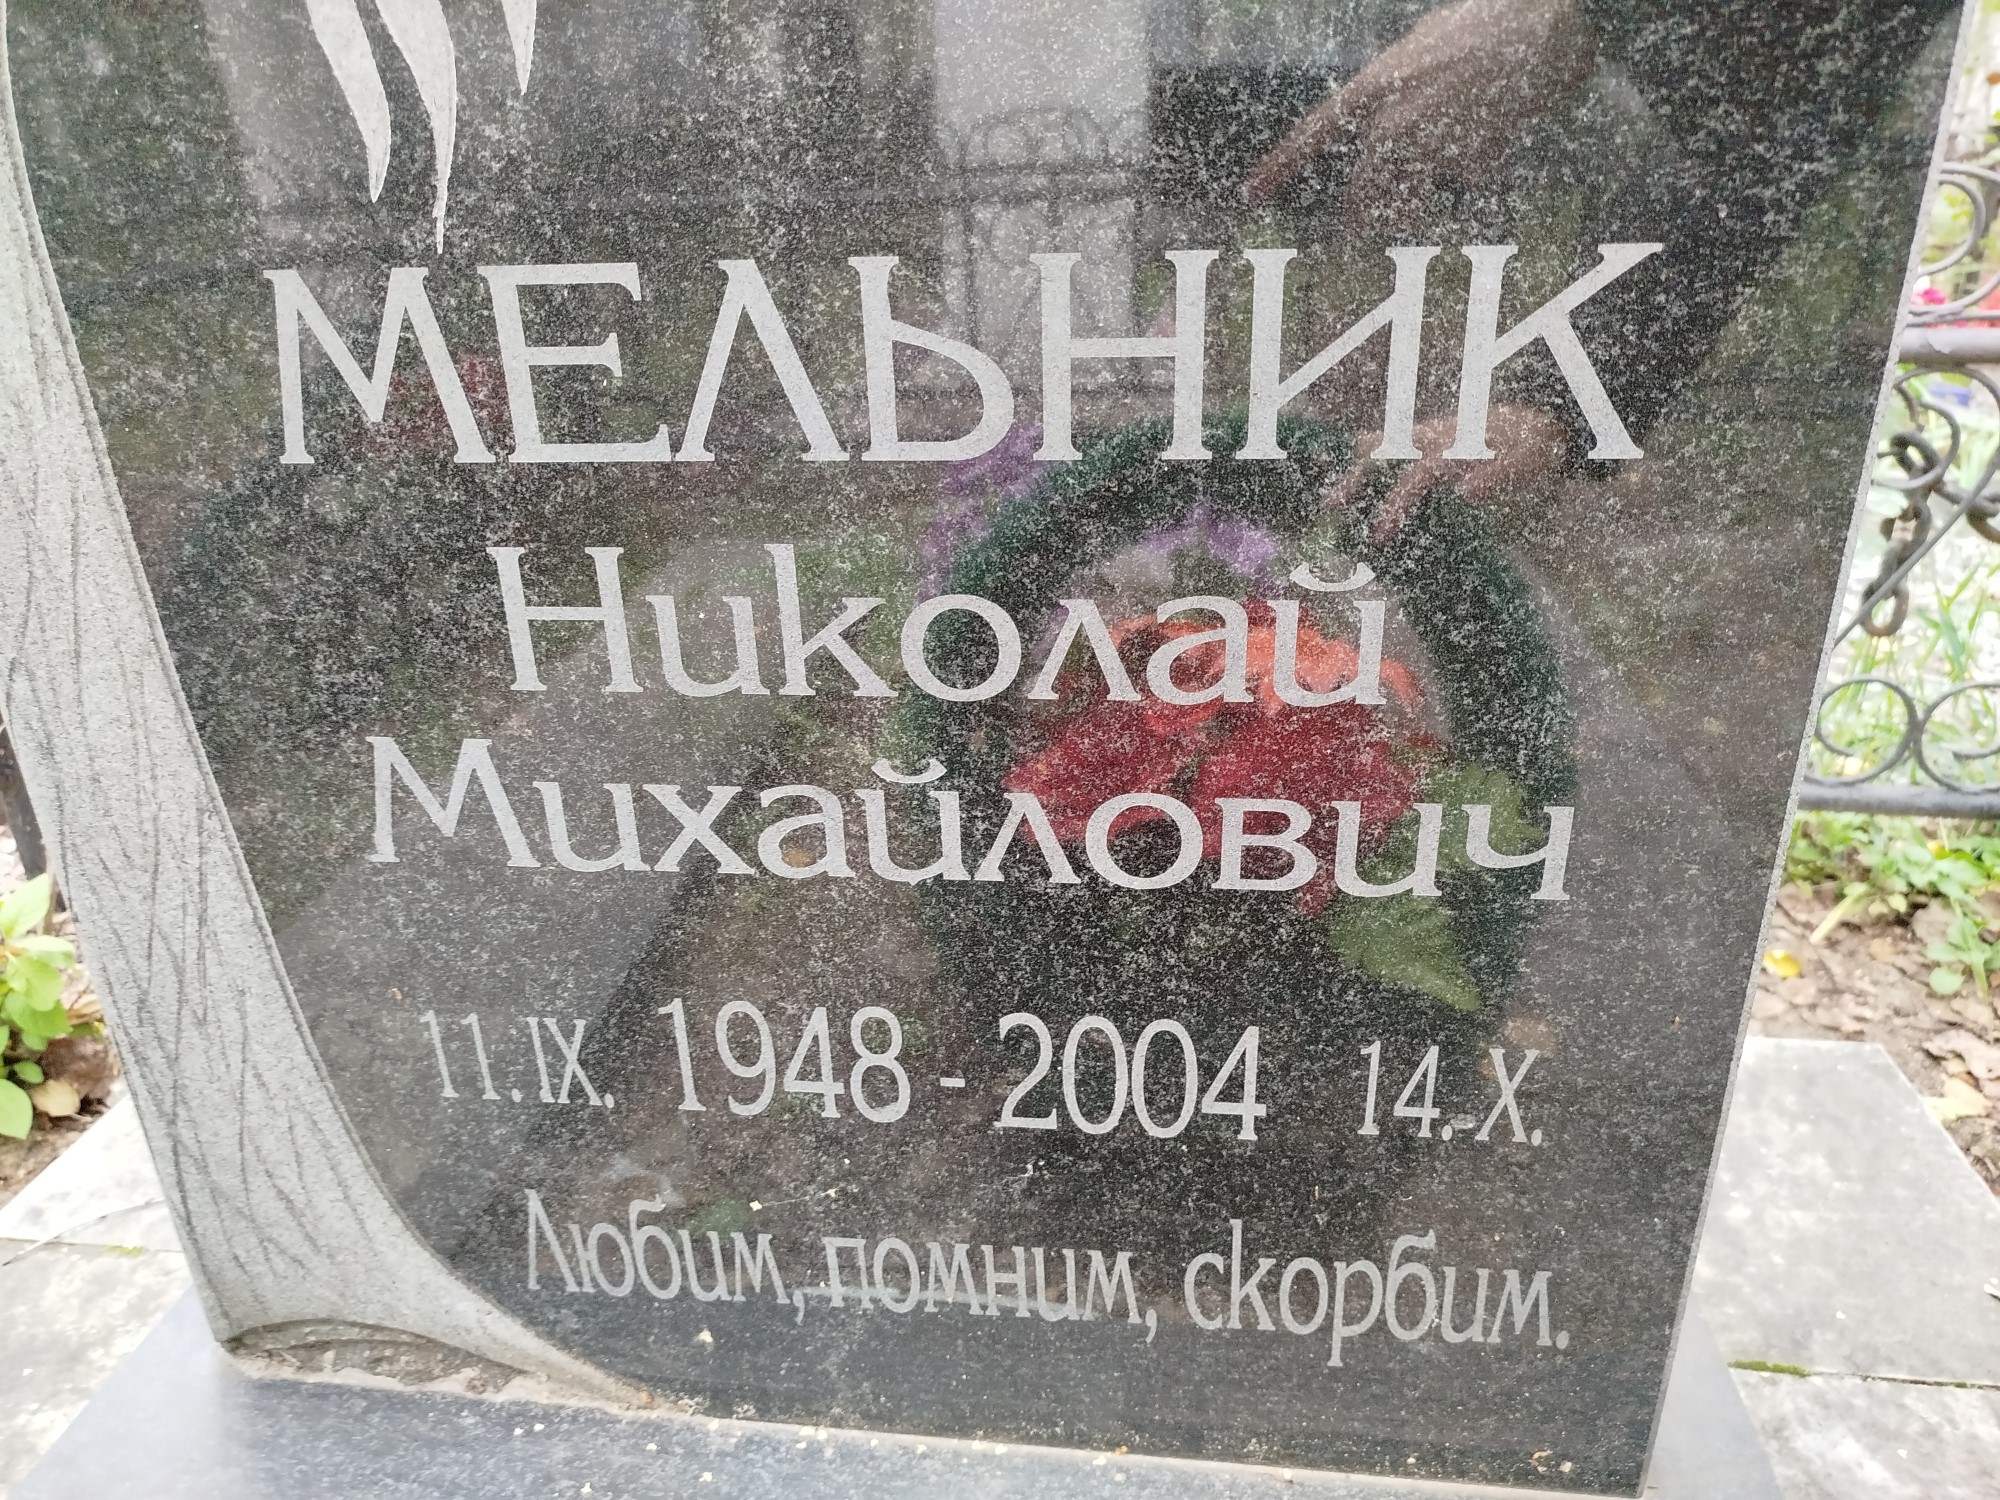 МЕЛЬНИК
Николай
Михайлович
11.IX. 1948 - 2004 14.X.
Любим, помним, скорбим.